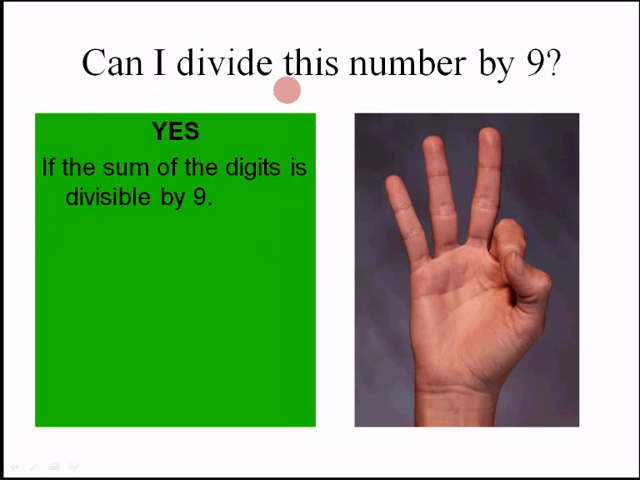 Can I divide this number by 9?
YES
If the sum of the digits is
divisible by 9.